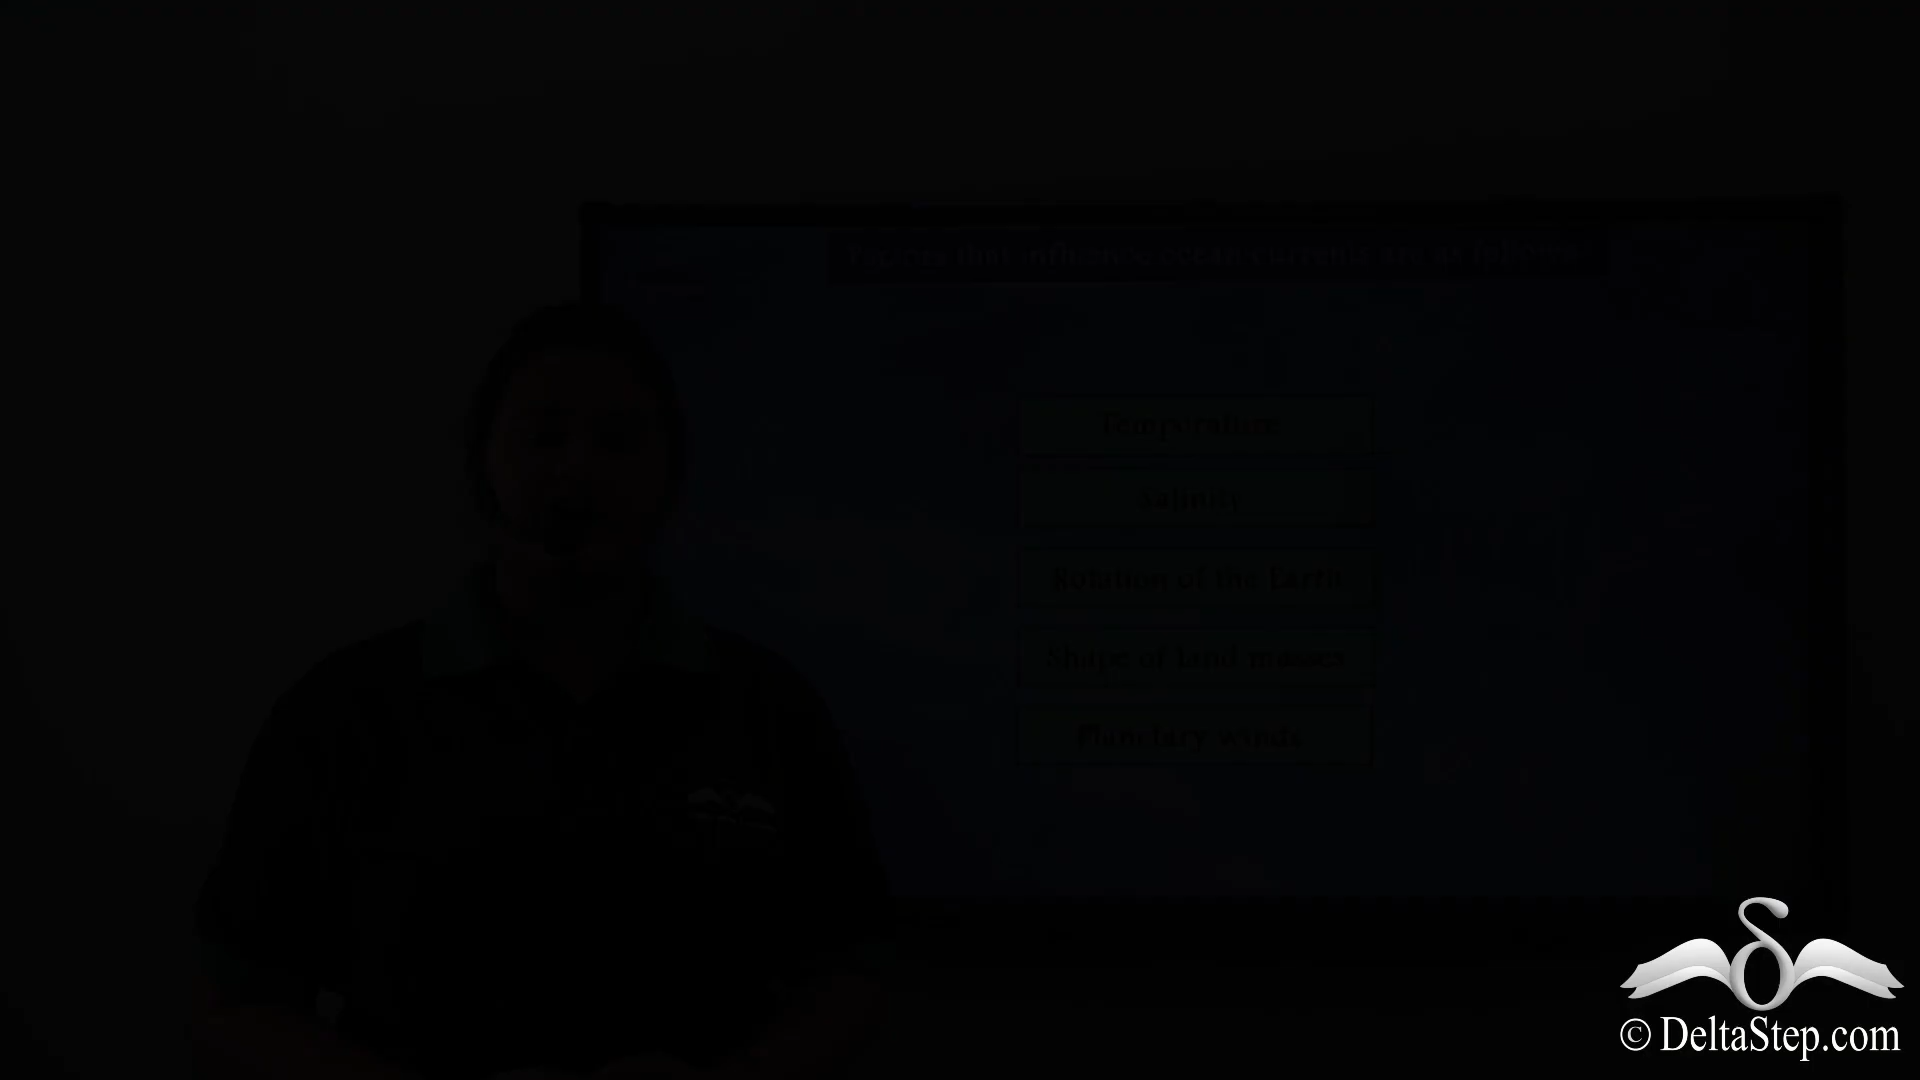 Factors that influence ocean currents are as follows:
Temperature
Salinity
Rotation of the Earth
Shape of land masses
Planetary winds
© DeltaStep.com